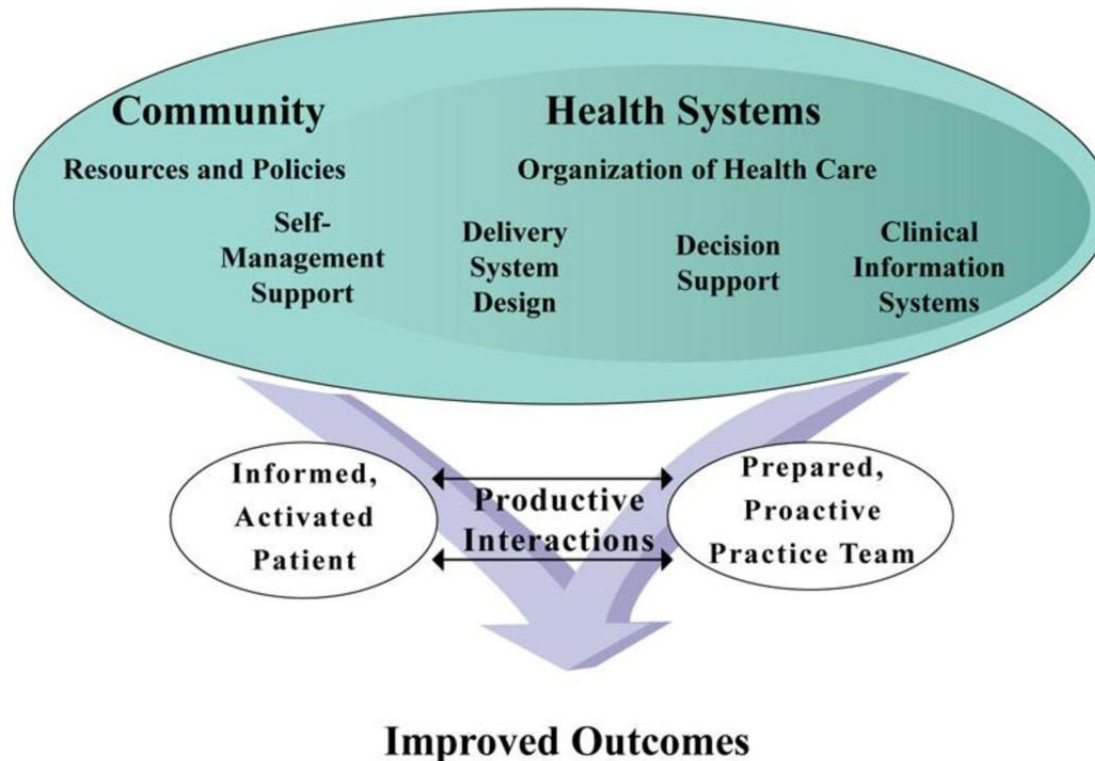 Community
Health Systems
Resources and Policies
Organization of Health Care
Self-
Management
Support
Delivery
System
Design
Decision
Support
Clinical
Information
Systems
Informed,
Activated
Patient
Productive
Interactions
Prepared,
Proactive
Practice Team
Improved Outcomes